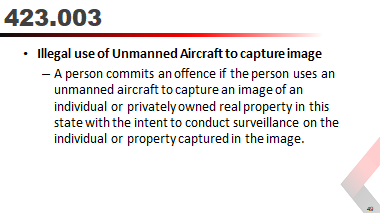 423.003
• Illegal use of Unmanned Aircraft to capture image
– A person commits an offence if the person uses an
unmanned aircraft to capture an image of an
individual or privately owned real property in this
state with the intent to conduct surveillance on the
individual or property captured in the image.